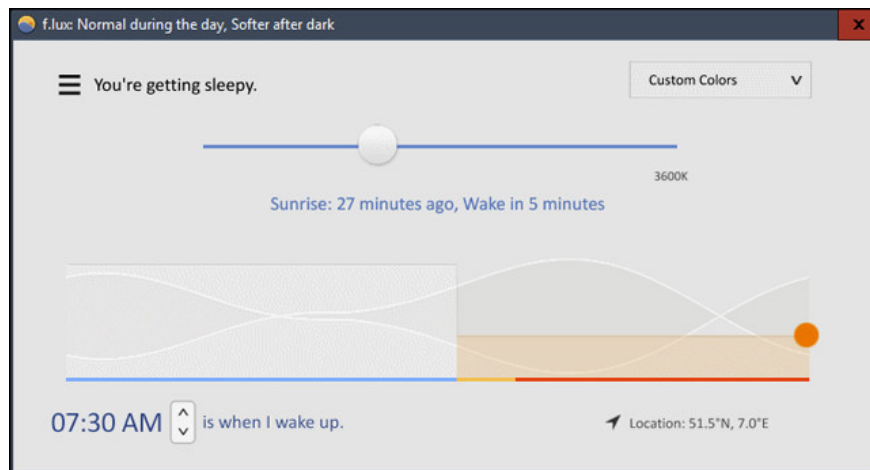 f.lux: Normal during the day, Softer after dark
You're getting sleepy.
Custom Colors
3600K
Sunrise: 27 minutes ago, Wake in 5 minutes
07:30 AM is when I wake up.
Location: 51.5°N, 7.0°E